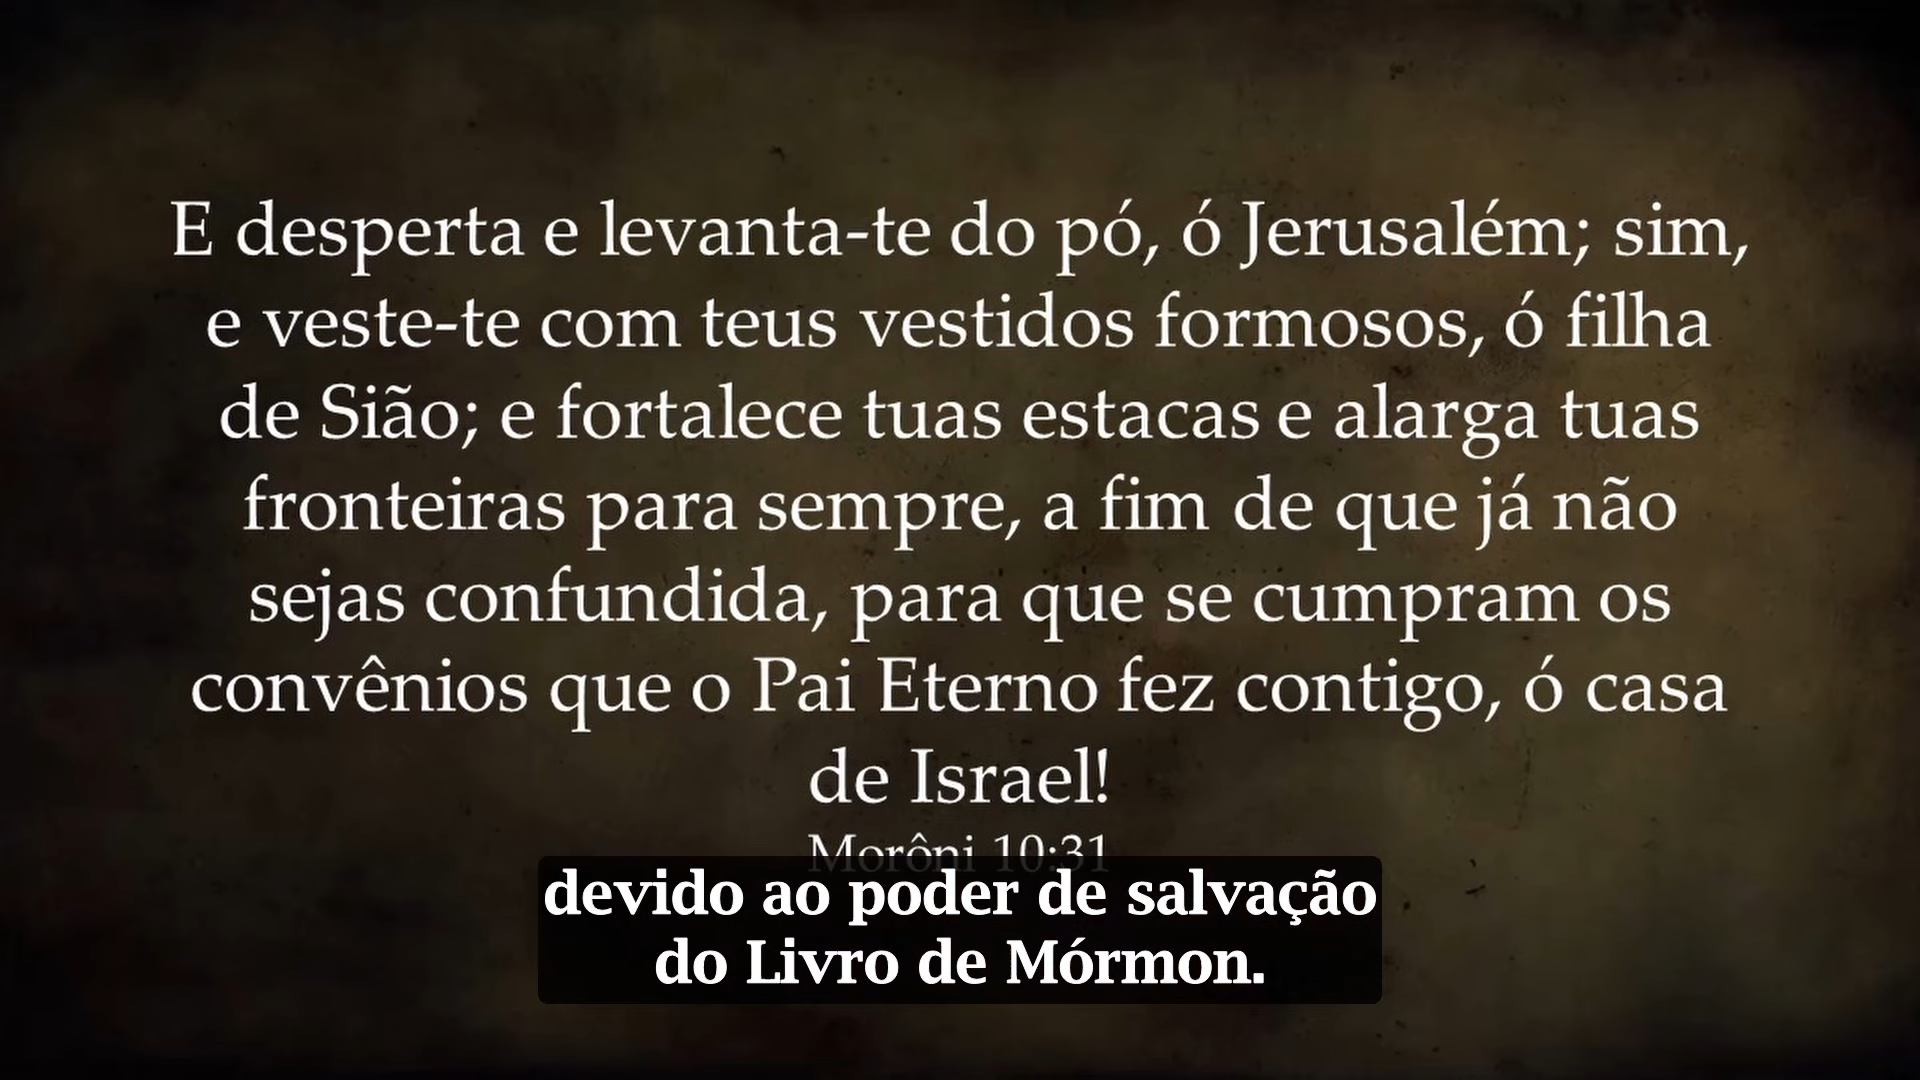 E desperta e levanta-te do pó, ó Jerusalém; sim,
e veste-te com teus vestidos formosos, ó filha
de Sião; e fortalece tuas estacas e alarga tuas
fronteiras para sempre, a fim de que já não
sejas confundida, para que se cumpram os
convênios que o Pai Eterno fez contigo, ó casa
de Israel!
Morôni 10:31
devido ao poder de salvação
do Livro de Mórmon.